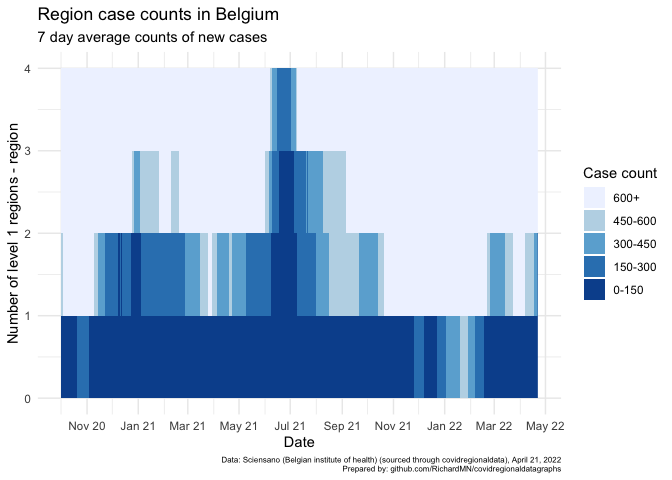 Region case counts in Belgium
7 day average counts of new cases
Number of level 1 regions - region
4
3
2
1
0
Nov 20 Jan 21 Mar 21 May 21 Jul 21 Sep 21 Nov 21 Jan 22 Mar 22 May 22
Date
Case count
600+
450-600
300-450
150-300
0-150
Data: Sciensano (Belgian institute of health) (sourced through covidregionaldata), April 21, 2022
Prepared by: github.com/RichardMN/covidregionaldatagraphs